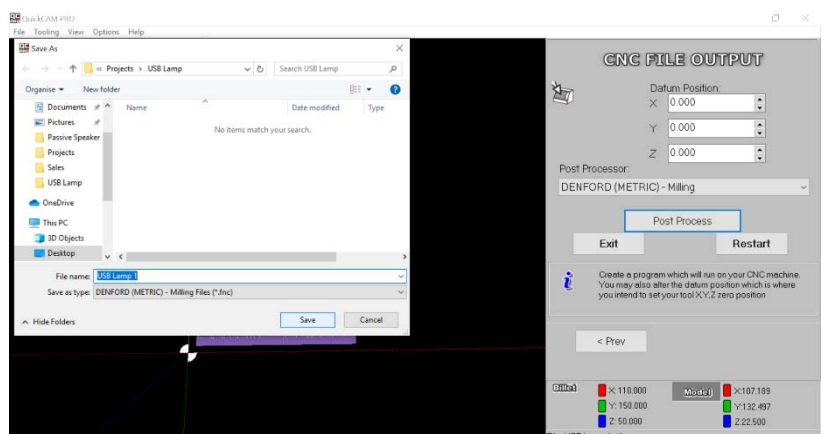 QuickCAM PRO
File Tooling View Options Help
Save As
« Projects > USB Lamp
Search USB Lamp
Organise New folder
Name Date modified Type
Documents
Pictures
Passive Speaker
Projects
Sales
USB Lamp
OneDrive
This PC
3D Objects
Desktop
No items match your search.
File name: USB Lamp 1
Save as type: DENFORD (METRIC) - Milling Files (*.fnc)
Hide Folders
Save Cancel
CNC FILE OUTPUT
Datum Position:
X 0.000
Y 0.000
Z 0.000
Post Processor:
DENFORD (METRIC) - Milling
Post Process
Exit Restart
Create a program which will run on your CNC machine.
You may also alter the datum position which is where
you intend to set your tool X,Y,Z zero position
< Prev
Billet X: 110.000 Model X:107.189
Y: 150.000 Y:132.497
Z: 50.000 Z:22.500